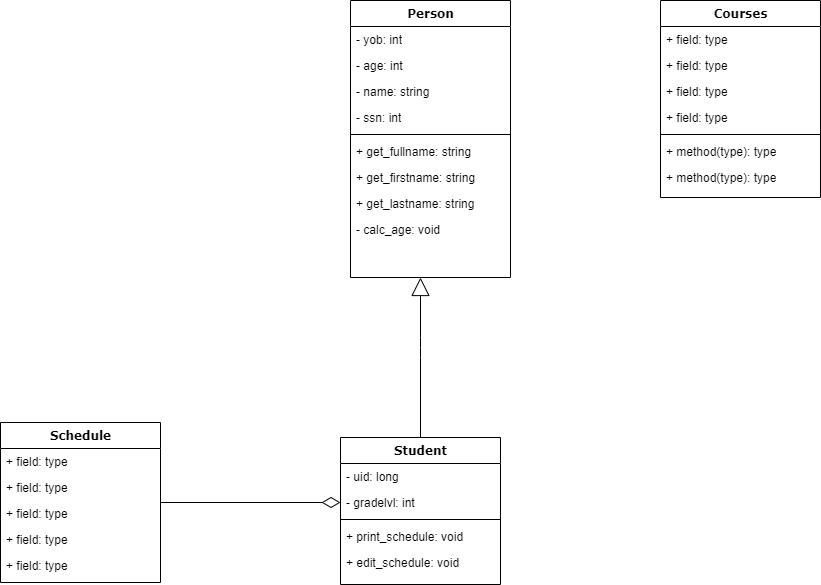 Person
- yob: int
- age: int
- name: string
- ssn: int
+ get_fullname: string
+ get_firstname: string
+ get_lastname: string
- calc_age: void
Courses
+ field: type
+ field: type
+ field: type
+ field: type
+ method(type): type
+ method(type): type
Schedule
+ field: type
+ field: type
+ field: type
+ field: type
+ field: type
Student
- uid: long
- gradelvl: int
+ print_schedule: void
+ edit_schedule: void